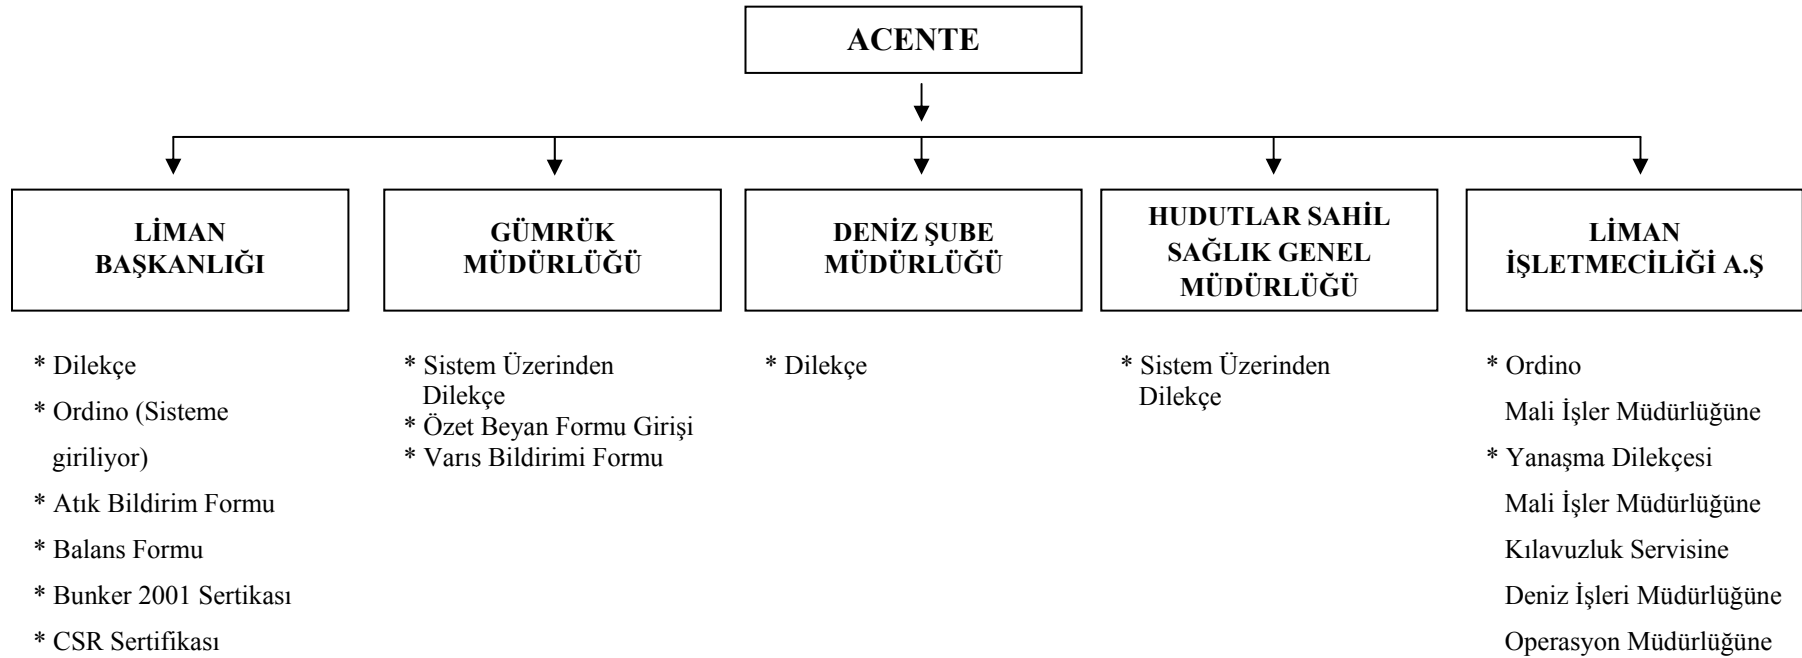 ACENTE
LİMAN
BAŞKANLIĞI
GÜMRÜK
MÜDÜRLÜĞÜ
DENİZ ŞUBE
MÜDÜRLÜĞÜ
HUDUTLAR SAHİL
SAĞLIK GENEL
MÜDÜRLÜĞÜ
LİMAN
İŞLETMECİLİĞİ A.Ş
* Dilekçe
* Ordino (Sisteme
giriliyor)
* Atık Bildirim Formu
* Balans Formu
* Bunker 2001 Sertikası
* CSR Sertifikası
* Sistem Üzerinden
Dilekçe
* Özet Beyan Formu Girişi
* Varıs Bildirimi Formu
* Dilekçe
* Sistem Üzerinden
Dilekçe
* Ordino
Mali İşler Müdürlüğüne
* Yanaşma Dilekçesi
Mali İşler Müdürlüğüne
Kılavuzluk Servisine
Deniz İşleri Müdürlüğüne
Operasyon Müdürlüğüne